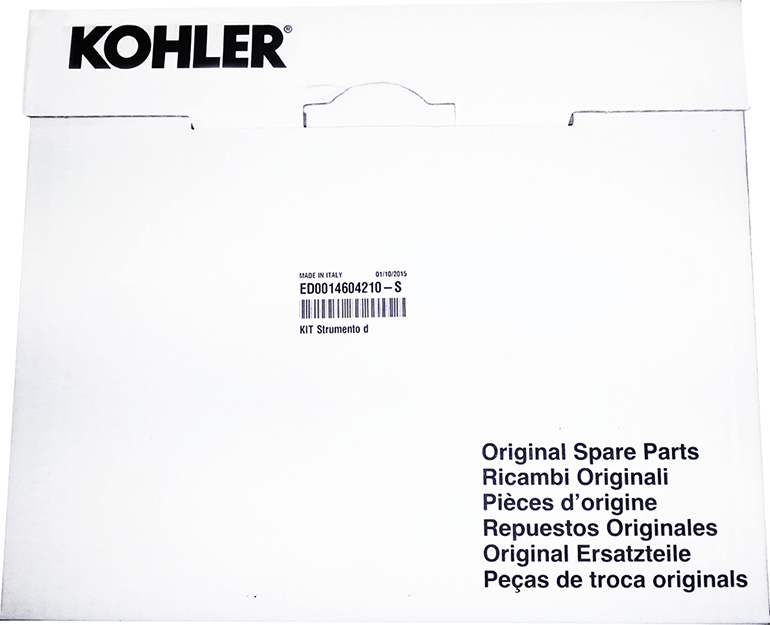 KOHLER®
MADE IN ITALY 01/10/2015
ED0014604210-S
KIT Strumento d
Original Spare Parts
Ricambi Originali
Pièces d'origine
Repuestos Originales
Original Ersatzteile
Peças de troca originals